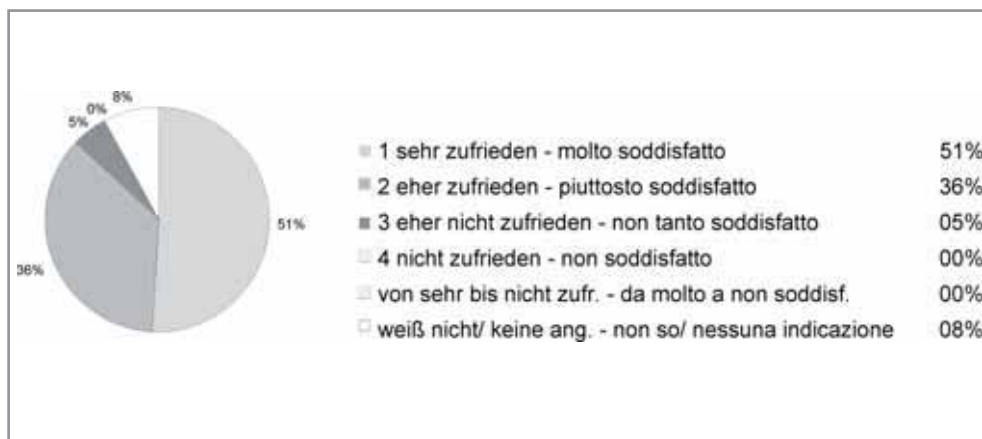 8%
0%
5%
51%
36%
1 sehr zufrieden - molto soddisfatto 51%
2 eher zufrieden - piuttosto soddisfatto 36%
3 eher nicht zufrieden - non tanto soddisfatto 05%
4 nicht zufrieden - non soddisfatto 00%
von sehr bis nicht zufr. - da molto a non soddisf. 00%
weiß nicht/ keine ang. - non so/ nessuna indicazione 08%